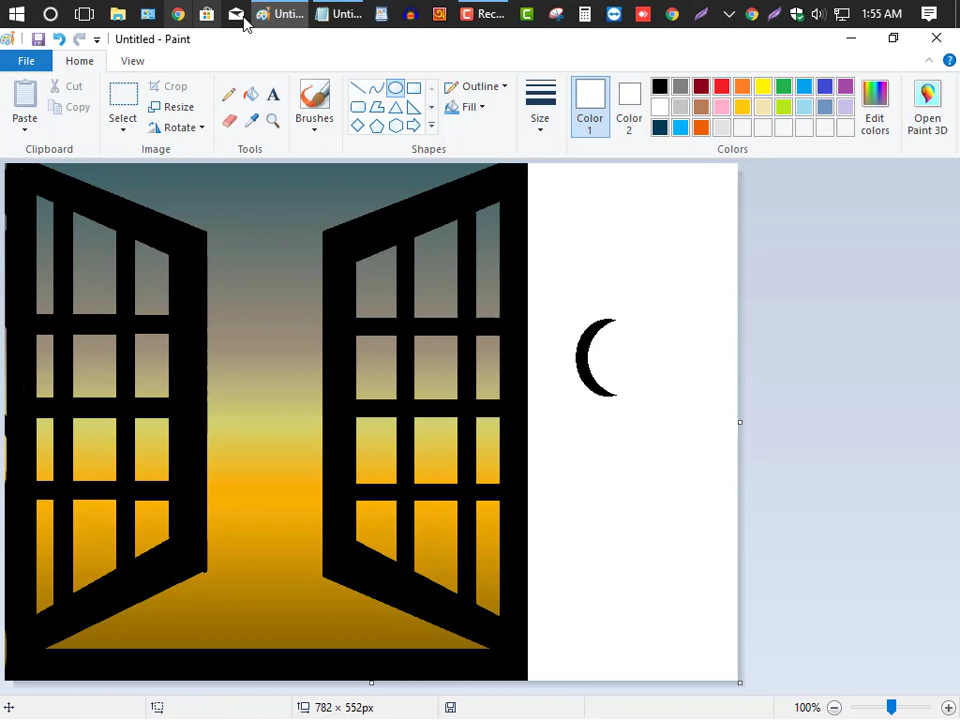 Unti...
Unti...
Rec...
1:55 AM
Untitled - Paint
File
Home
View
Paste
Cut
Copy
Clipboard
Select
Crop
Resize
Rotate
Image
A
Tools
Brushes
Outline
Fill
Shapes
Size
Color
1
Color
2
Edit
colors
Colors
Open
Paint 3D
782 × 552px
100%